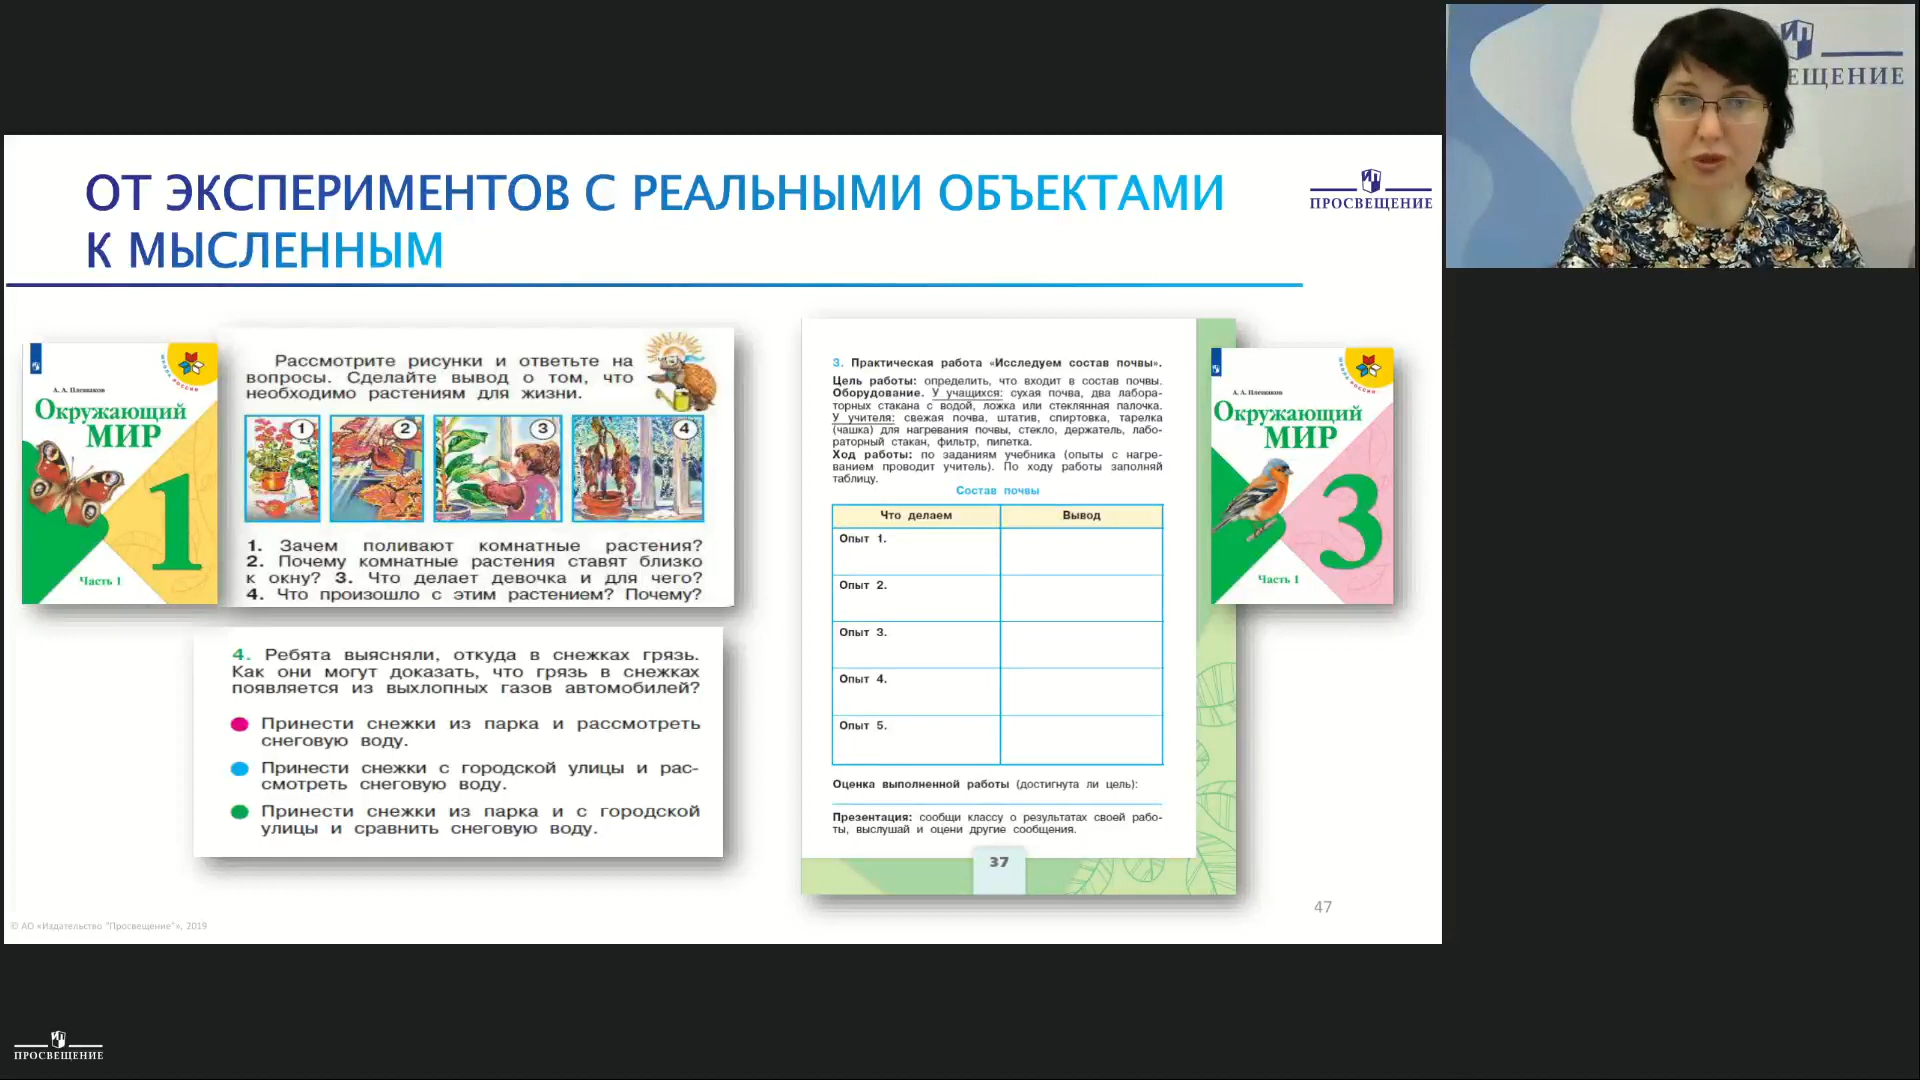 ЕЩЕНИЕ
ОТ ЭКСПЕРИМЕНТОВ С РЕАЛЬНЫМИ ОБЪЕКТАМИ
К МЫСЛЕННЫМ
ПРОСВЕЩЕНИЕ
ШКОЛА РОССИИ
А. А. Плешаков
Окружающий
МИР
1
Часть 1
Рассмотрите рисунки и ответьте на
вопросы. Сделайте вывод о том, что
необходимо растениям для жизни.
1
2
3
4
1. Зачем поливают комнатные растения?
2. Почему комнатные растения ставят близко
к окну? 3. Что делает девочка и для чего?
4. Что произошло с этим растением? Почему?
4. Ребята выясняли, откуда в снежках грязь.
Как они могут доказать, что грязь в снежках
появляется из выхлопных газов автомобилей?
Принести снежки из парка и рассмотреть
снеговую воду.
Принести снежки с городской улицы и рас-
смотреть снеговую воду.
Принести снежки из парка и с городской
улицы и сравнить снеговую воду.
3. Практическая работа «Исследуем состав почвы».
Цель работы: определить, что входит в состав почвы.
Оборудование. У учащихся: сухая почва, два лабора-
торных стакана с водой, ложка или стеклянная палочка.
У учителя: свежая почва, штатив, спиртовка, тарелка
(чашка) для нагревания почвы, стекло, держатель, лабо-
раторный стакан, фильтр, пипетка.
Ход работы: по заданиям учебника (опыты с нагре-
ванием проводит учитель). По ходу работы заполняй
таблицу.
Состав почвы
Что делаем Вывод
Опыт 1.
Опыт 2.
Опыт 3.
Опыт 4.
Опыт 5.
Оценка выполненной работы (достигнута ли цель):
Презентация: сообщи классу о результатах своей рабо-
ты, выслушай и оцени другие сообщения.
37
ШКОЛА РОССИИ
А. А. Плешаков
Окружающий
МИР
3
Часть 1
47
© АО «Издательство "Просвещение"», 2019
ПРОСВЕЩЕНИЕ